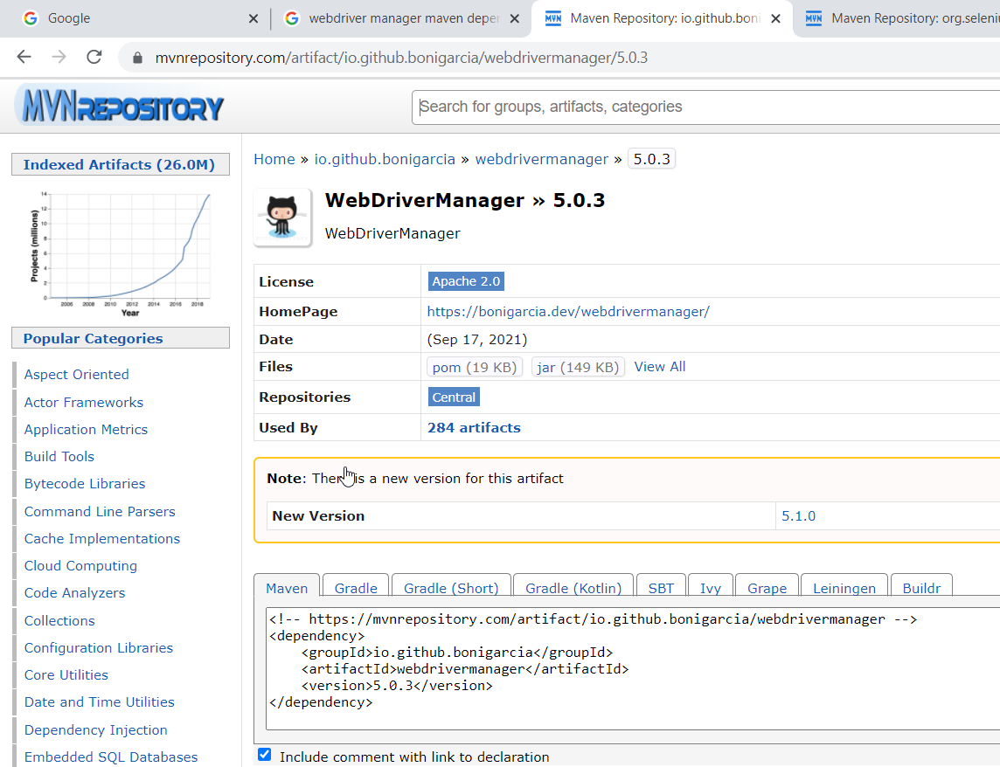 Google
webdriver manager maven deper
Maven Repository: io.github.boni
Maven Repository: org.seleni
mvnrepository.com/artifact/io.github.bonigarcia/webdrivermanager/5.0.3
MVNREPOSITORY
Search for groups, artifacts, categories
Indexed Artifacts (26.0M)
Projects (millions)
14
12
10
8
6
4
2
0
2006 2008 2010 2012 2014 2016 2018
Year
Popular Categories
Aspect Oriented
Actor Frameworks
Application Metrics
Build Tools
Bytecode Libraries
Command Line Parsers
Cache Implementations
Cloud Computing
Code Analyzers
Collections
Configuration Libraries
Core Utilities
Date and Time Utilities
Dependency Injection
Embedded SQL Databases
Home » io.github.bonigarcia » webdrivermanager » 5.0.3
WebDriverManager » 5.0.3
WebDriverManager
License Apache 2.0
HomePage https://bonigarcia.dev/webdrivermanager/
Date (Sep 17, 2021)
Files pom (19 KB) jar (149 KB) View All
Repositories Central
Used By 284 artifacts
Note: There is a new version for this artifact
New Version 5.1.0
Maven Gradle Gradle (Short) Gradle (Kotlin) SBT Ivy Grape Leiningen Buildr
<!-- https://mvnrepository.com/artifact/io.github.bonigarcia/webdrivermanager -->
<dependency>
    <groupId>io.github.bonigarcia</groupId>
    <artifactId>webdrivermanager</artifactId>
    <version>5.0.3</version>
</dependency>
Include comment with link to declaration